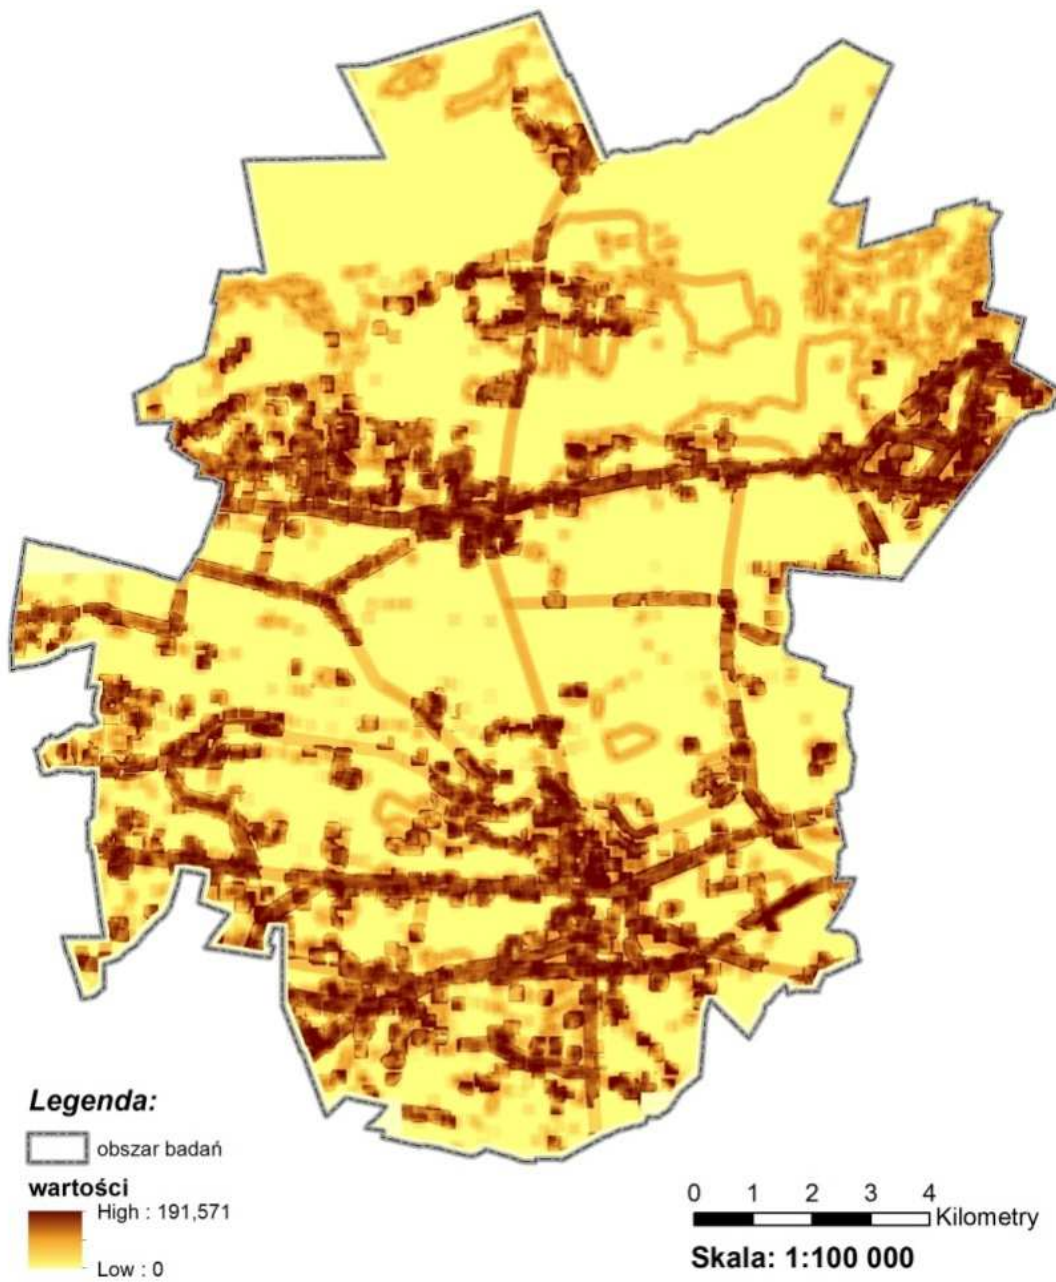 Legenda:
obszar badań
wartości
High : 191,571
Low : 0
0 1 2 3 4
Kilometry
Skala: 1:100 000